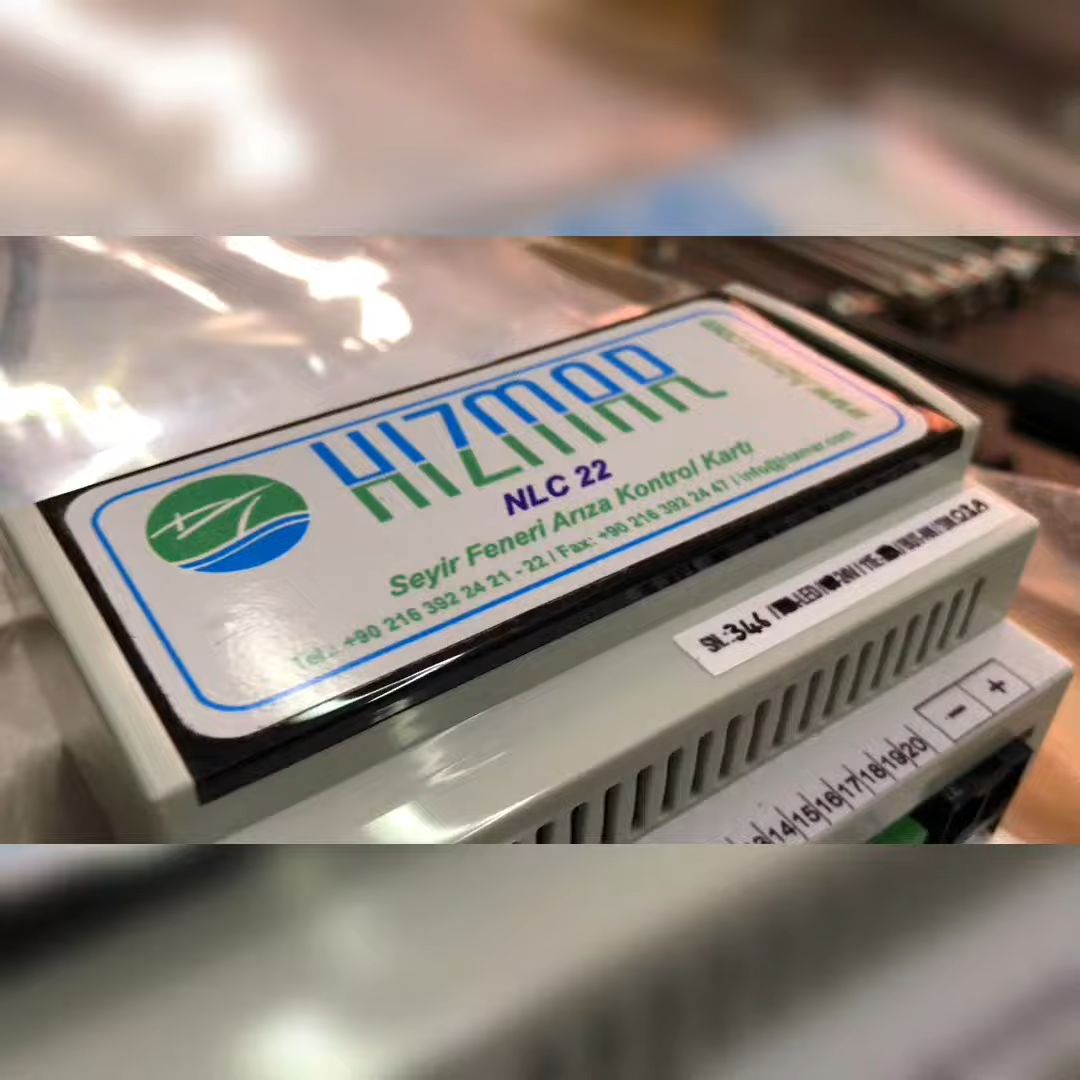 HIZMAR
NLC 22
Seyir Feneri Arıza Kontrol Kartı
Tel.: +90 216 392 24 21 - 22 | Fax: +90 216 392 24 47 | info@hizmar.com
SN.:346
14 15 16 17 18 19 20
- +